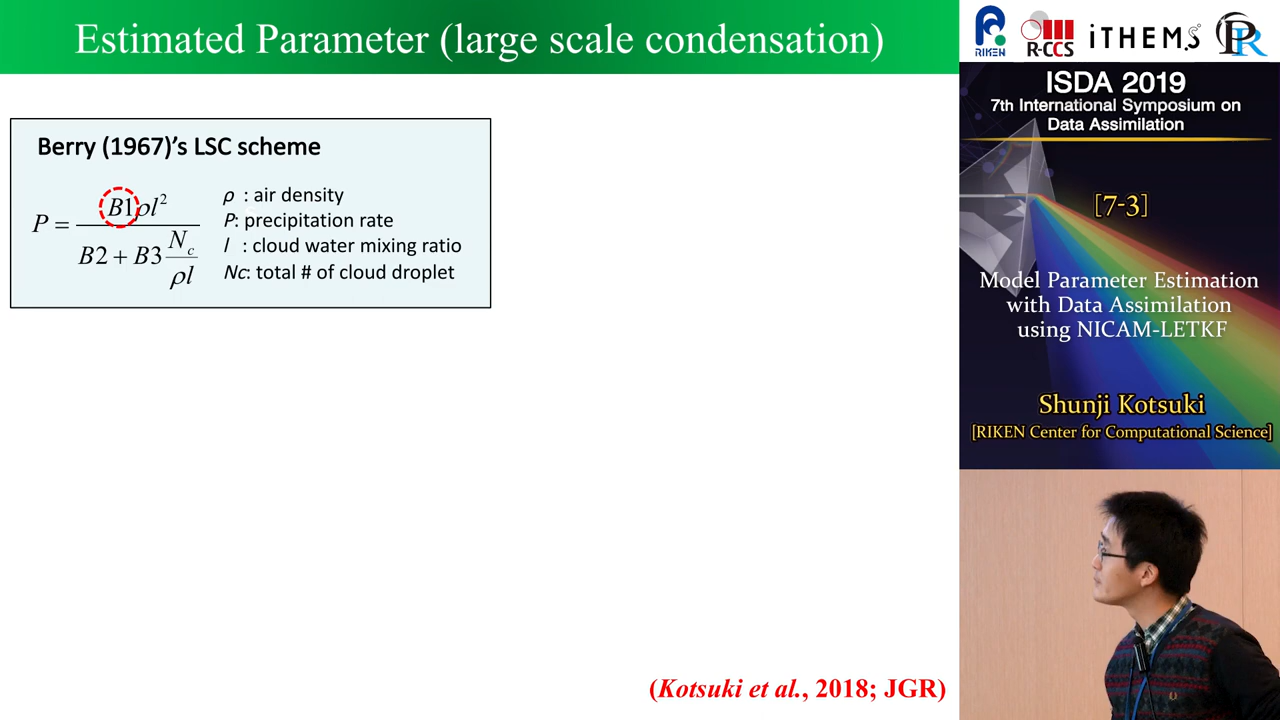 Estimated Parameter (large scale condensation)
Berry (1967)'s LSC scheme
P = B1ρl² / (B2 + B3 Nc/ρl)
ρ : air density
P: precipitation rate
l : cloud water mixing ratio
Nc: total # of cloud droplet
(Kotsuki et al., 2018; JGR)
RIKEN
R-CCS
iTHEMS
ISDA 2019
7th International Symposium on
Data Assimilation
[7-3]
Model Parameter Estimation
with Data Assimilation
using NICAM-LETKF
Shunji Kotsuki
[RIKEN Center for Computational Science]